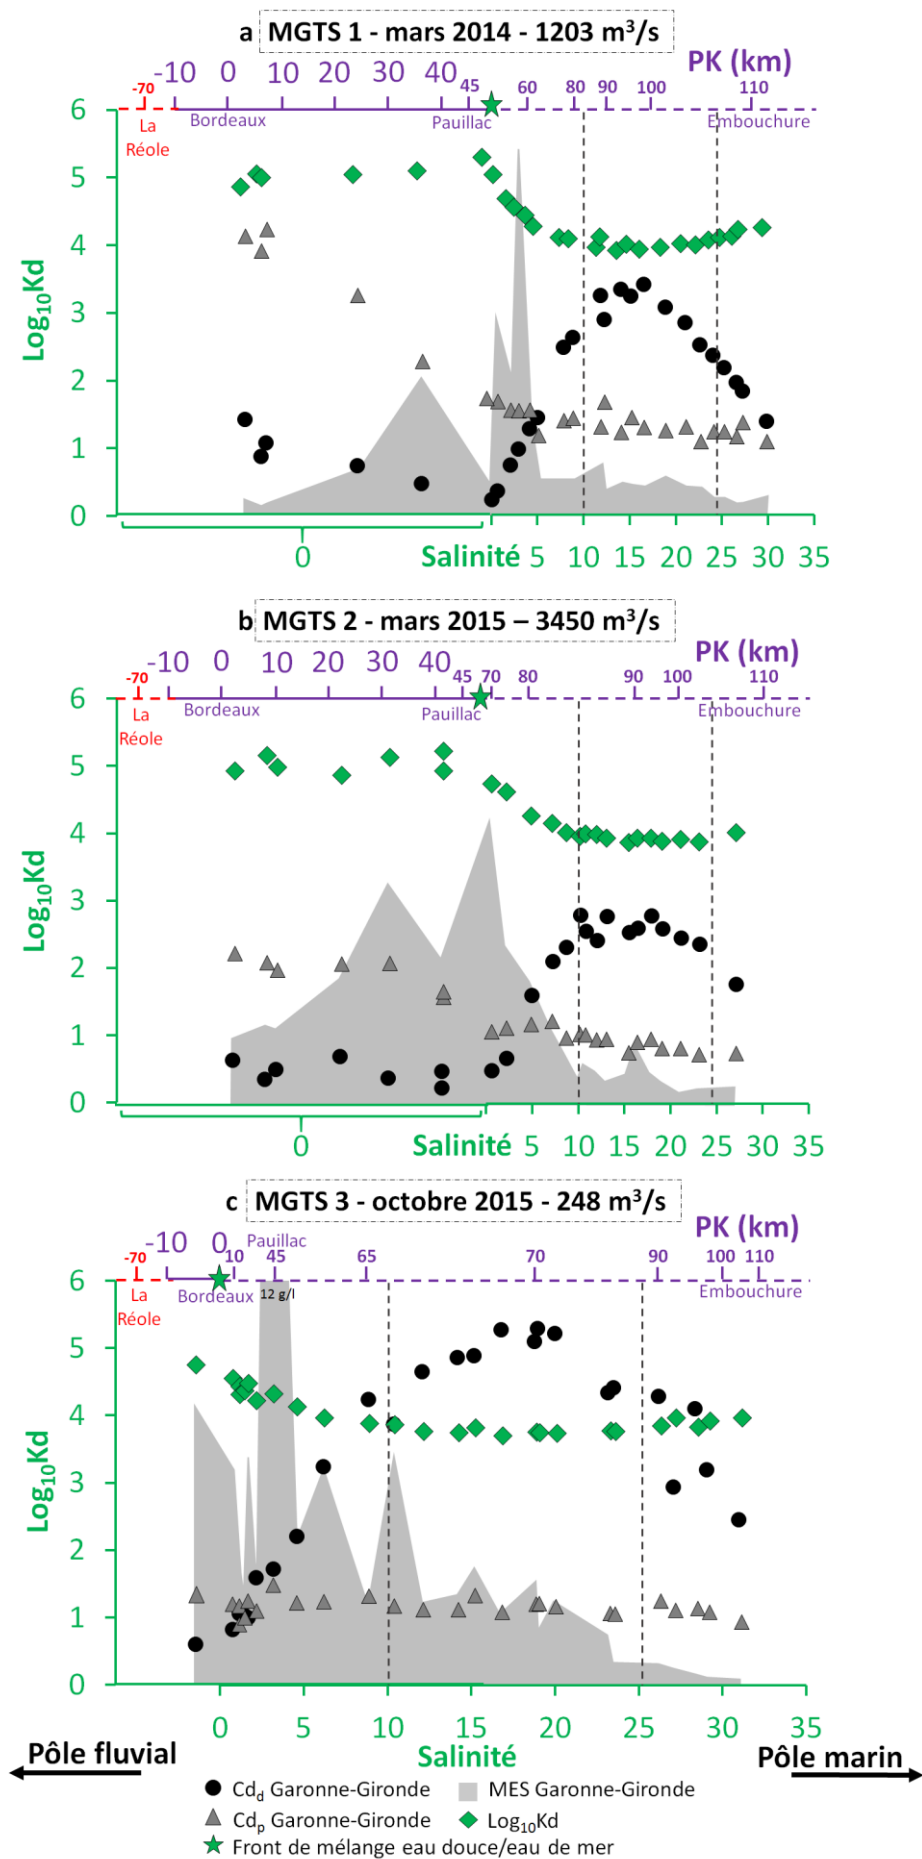 a MGTS 1 - mars 2014 - 1203 m³/s
PK (km)
-70 -10 0 10 20 30 40 45 60 80 90 100 110
La Réole
Bordeaux Pauillac Embouchure
Log₁₀Kd
6
5
4
3
2
1
0
0 Salinité 5 10 15 20 25 30 35
b MGTS 2 - mars 2015 – 3450 m³/s
PK (km)
-70 -10 0 10 20 30 40 45 70 80 90 100 110
La Réole
Bordeaux Pauillac Embouchure
Log₁₀Kd
6
5
4
3
2
1
0
0 Salinité 5 10 15 20 25 30 35
c MGTS 3 - octobre 2015 - 248 m³/s
PK (km)
Pauillac
-70 -10 0 10 45 65 70 90 100 110
La Réole
Bordeaux 12 g/l Embouchure
Log₁₀Kd
6
5
4
3
2
1
0
0 5 10 15 20 25 30 35
Salinité
Pôle fluvial Pôle marin
Cd_d Garonne-Gironde MES Garonne-Gironde
Cd_p Garonne-Gironde Log₁₀Kd
Front de mélange eau douce/eau de mer